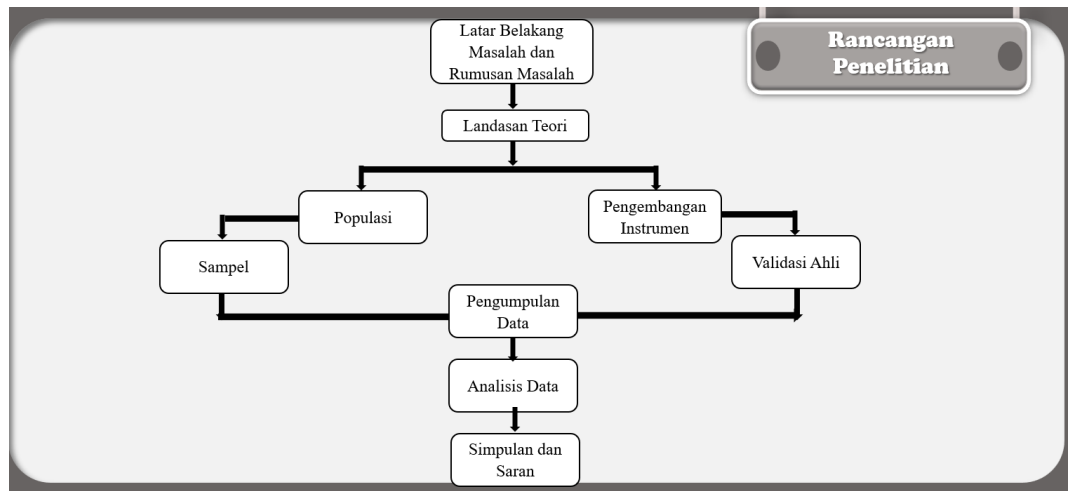 Rancangan
Penelitian
Latar Belakang
Masalah dan
Rumusan Masalah
Landasan Teori
Populasi
Pengembangan
Instrumen
Sampel
Validasi Ahli
Pengumpulan
Data
Analisis Data
Simpulan dan
Saran